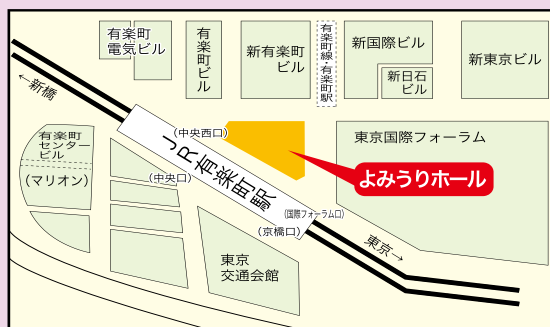 有楽町
電気ビル
有楽町ビル
新有楽町
ビル
有楽町線・有楽町駅
新国際ビル
新日石
ビル
新東京ビル
←新橋
(中央西口)
JR有楽町駅
東京国際フォーラム
よみうりホール
有楽町
センター
ビル
(マリオン)
(中央口)
(国際フォーラム口)
(京橋口)
東京→
東京
交通会館